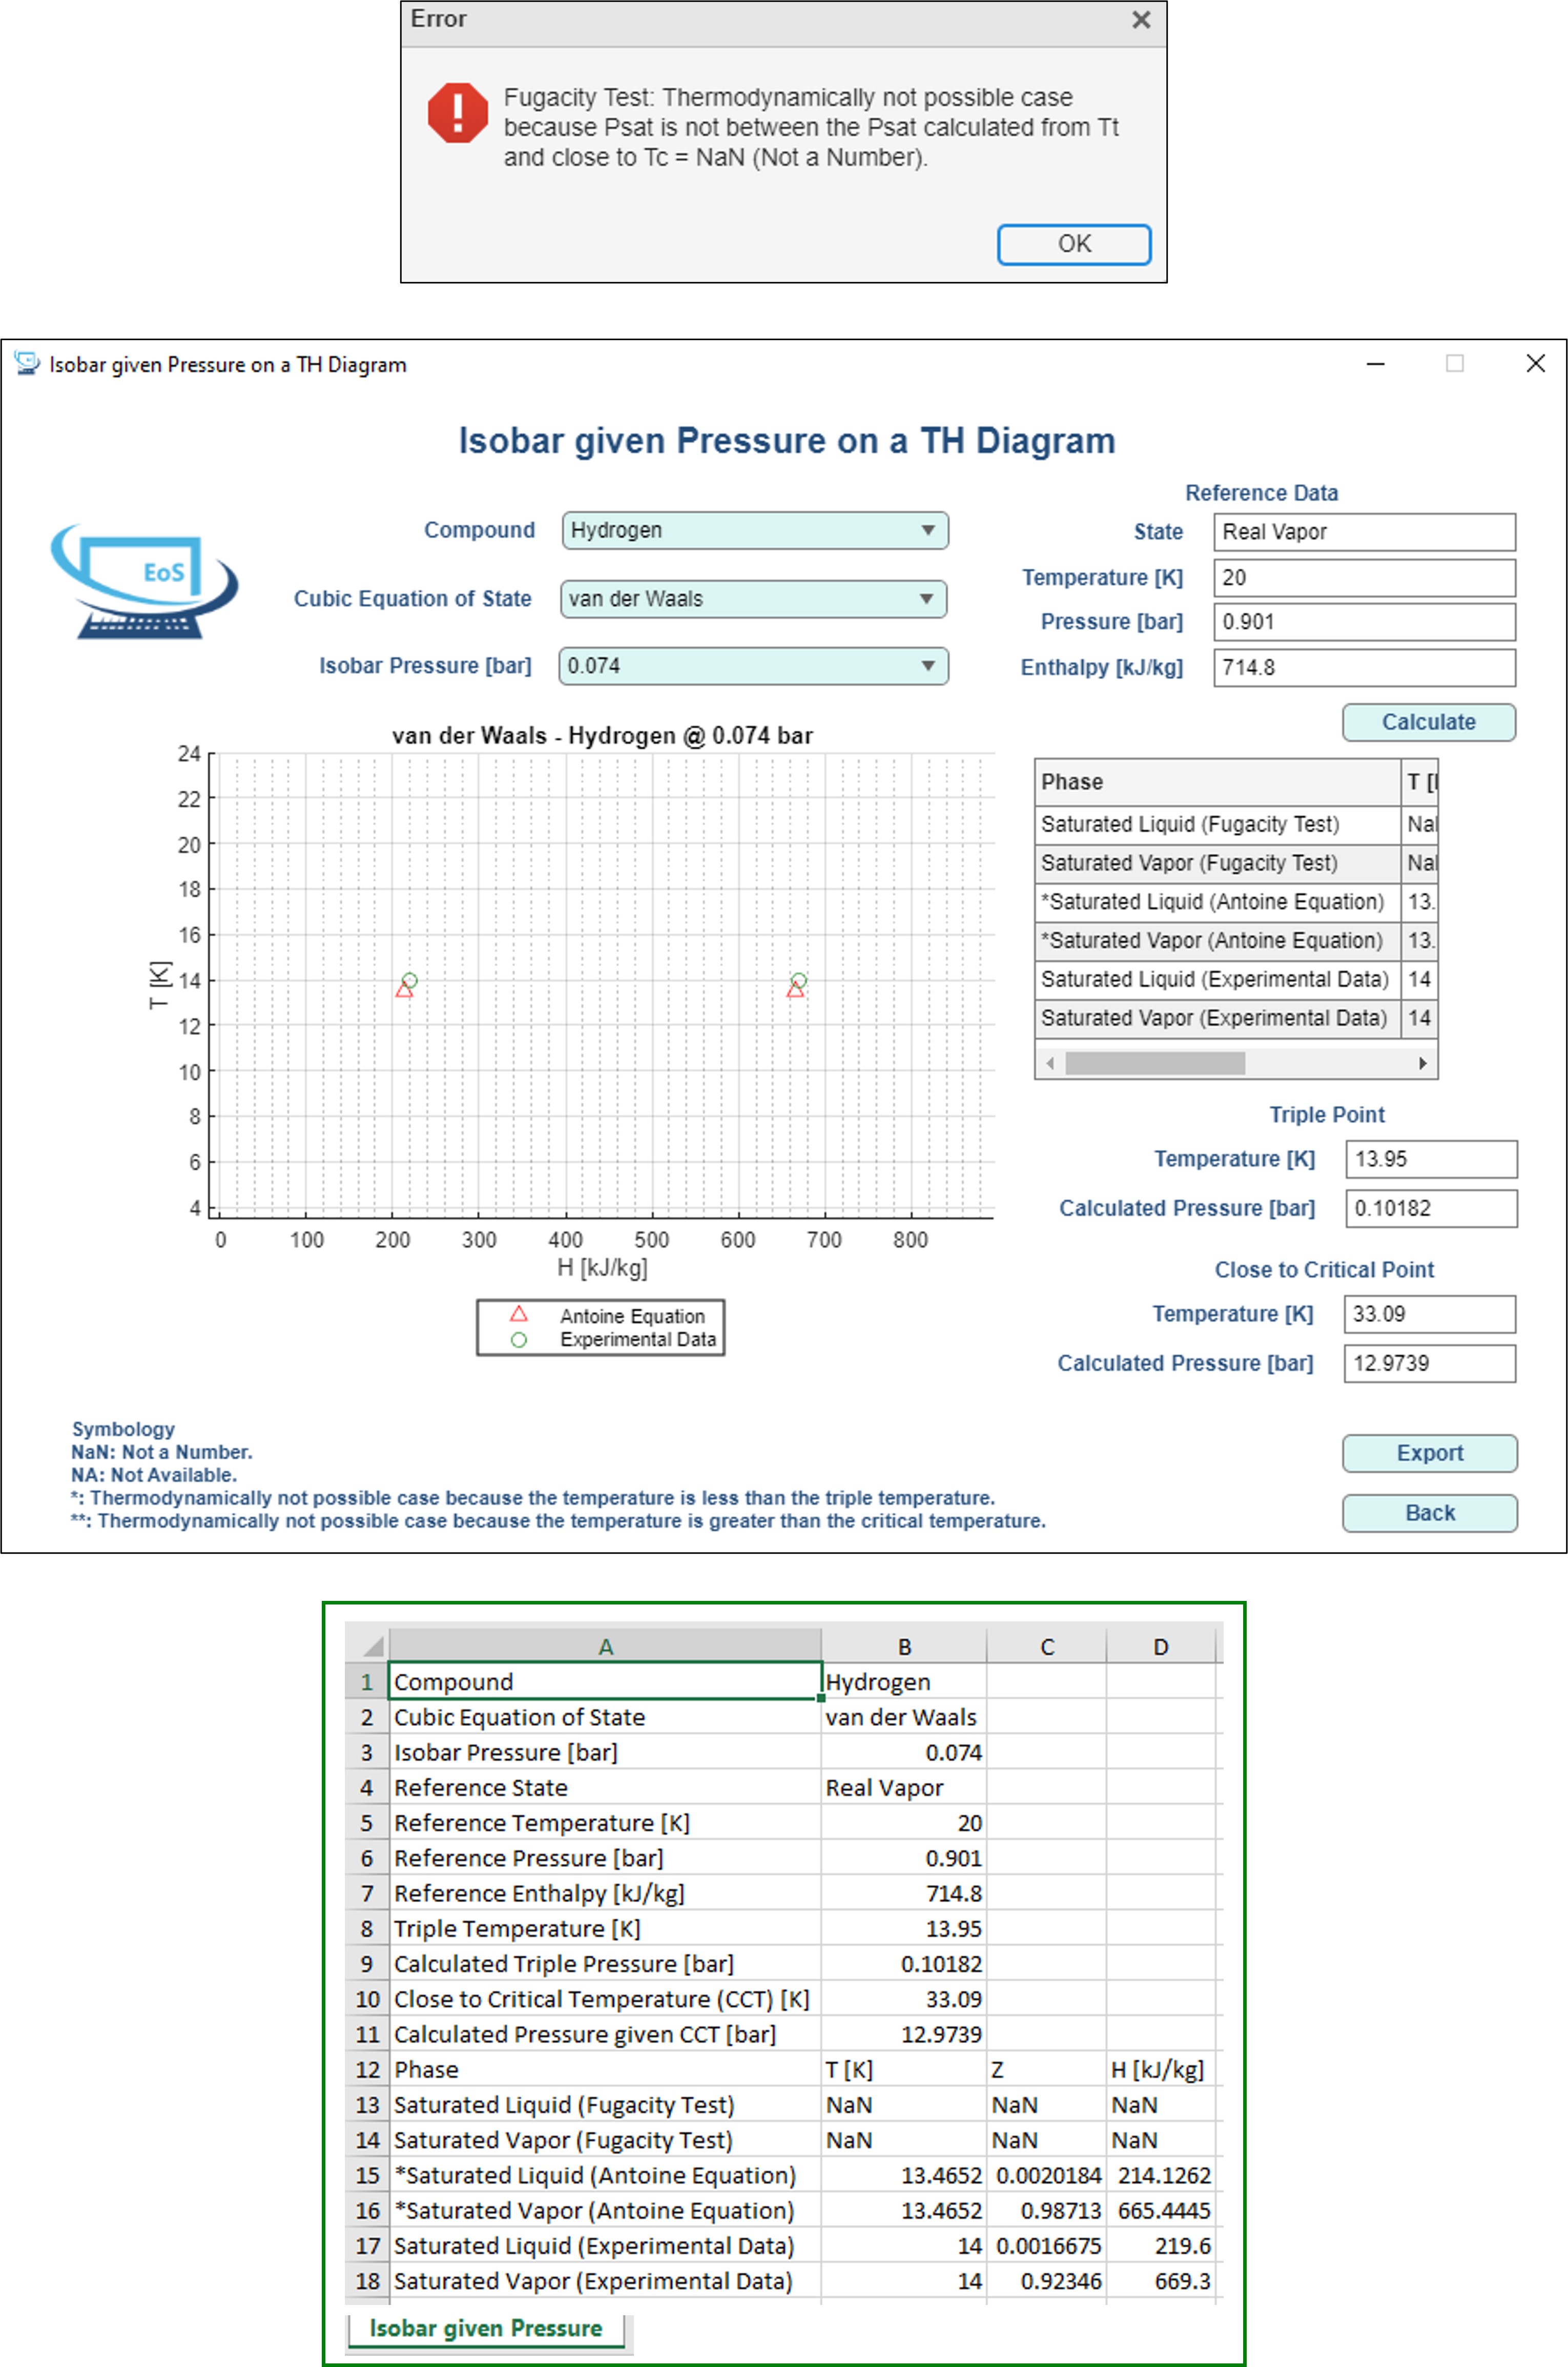 Error
Fugacity Test: Thermodynamically not possible case
because Psat is not between the Psat calculated from Tt
and close to Tc = NaN (Not a Number).
OK
Isobar given Pressure on a TH Diagram
Isobar given Pressure on a TH Diagram
EoS
Compound Hydrogen
Cubic Equation of State van der Waals
Isobar Pressure [bar] 0.074
Reference Data
State Real Vapor
Temperature [K] 20
Pressure [bar] 0.901
Enthalpy [kJ/kg] 714.8
Calculate
van der Waals - Hydrogen @ 0.074 bar
24
22
20
18
16
14
12
10
8
6
4
T [K]
0 100 200 300 400 500 600 700 800
H [kJ/kg]
Antoine Equation
Experimental Data
Phase T [
Saturated Liquid (Fugacity Test) Na
Saturated Vapor (Fugacity Test) Na
*Saturated Liquid (Antoine Equation) 13.
*Saturated Vapor (Antoine Equation) 13.
Saturated Liquid (Experimental Data) 14
Saturated Vapor (Experimental Data) 14
Triple Point
Temperature [K] 13.95
Calculated Pressure [bar] 0.10182
Close to Critical Point
Temperature [K] 33.09
Calculated Pressure [bar] 12.9739
Symbology
NaN: Not a Number.
NA: Not Available.
*: Thermodynamically not possible case because the temperature is less than the triple temperature.
**: Thermodynamically not possible case because the temperature is greater than the critical temperature.
Export
Back
A B C D
1 Compound Hydrogen
2 Cubic Equation of State van der Waals
3 Isobar Pressure [bar] 0.074
4 Reference State Real Vapor
5 Reference Temperature [K] 20
6 Reference Pressure [bar] 0.901
7 Reference Enthalpy [kJ/kg] 714.8
8 Triple Temperature [K] 13.95
9 Calculated Triple Pressure [bar] 0.10182
10 Close to Critical Temperature (CCT) [K] 33.09
11 Calculated Pressure given CCT [bar] 12.9739
12 Phase T [K] Z H [kJ/kg]
13 Saturated Liquid (Fugacity Test) NaN NaN NaN
14 Saturated Vapor (Fugacity Test) NaN NaN NaN
15 *Saturated Liquid (Antoine Equation) 13.4652 0.0020184 214.1262
16 *Saturated Vapor (Antoine Equation) 13.4652 0.98713 665.4445
17 Saturated Liquid (Experimental Data) 14 0.0016675 219.6
18 Saturated Vapor (Experimental Data) 14 0.92346 669.3
Isobar given Pressure